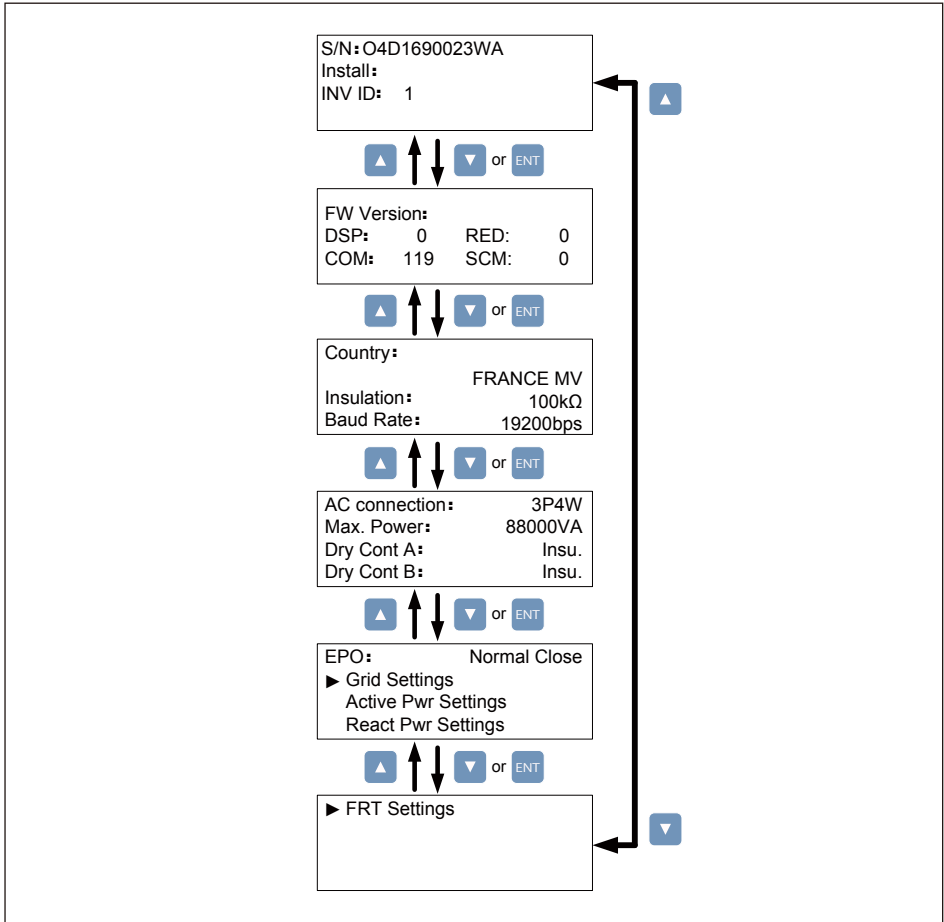 S/N:O4D1690023WA
Install:
INV ID: 1
▲
▲ ▼ or ENT
FW Version:
DSP: 0 RED: 0
COM: 119 SCM: 0
▲ ▼ or ENT
Country:
FRANCE MV
Insulation: 100kΩ
Baud Rate: 19200bps
▲ ▼ or ENT
AC connection: 3P4W
Max. Power: 88000VA
Dry Cont A: Insu.
Dry Cont B: Insu.
▲ ▼ or ENT
EPO: Normal Close
► Grid Settings
Active Pwr Settings
React Pwr Settings
▲ ▼ or ENT
► FRT Settings
▼